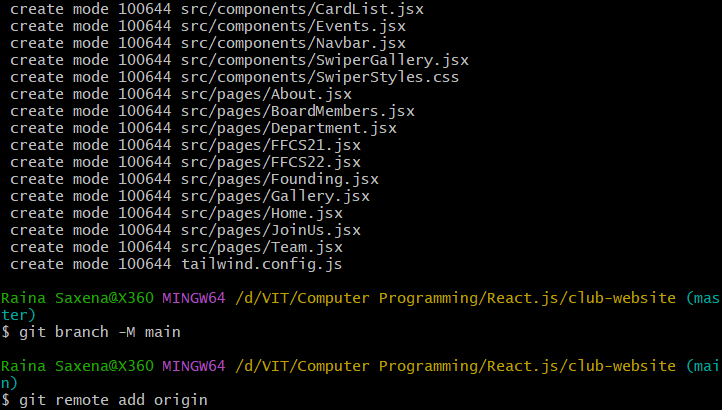 create mode 100644 src/components/CardList.jsx
create mode 100644 src/components/Events.jsx
create mode 100644 src/components/Navbar.jsx
create mode 100644 src/components/SwiperGallery.jsx
create mode 100644 src/components/SwiperStyles.css
create mode 100644 src/pages/About.jsx
create mode 100644 src/pages/BoardMembers.jsx
create mode 100644 src/pages/Department.jsx
create mode 100644 src/pages/FFCS21.jsx
create mode 100644 src/pages/FFCS22.jsx
create mode 100644 src/pages/Founding.jsx
create mode 100644 src/pages/Gallery.jsx
create mode 100644 src/pages/Home.jsx
create mode 100644 src/pages/JoinUs.jsx
create mode 100644 src/pages/Team.jsx
create mode 100644 tailwind.config.js
Raina Saxena@X360 MINGW64 /d/VIT/Computer Programming/React.js/club-website (mas
ter)
$ git branch -M main
Raina Saxena@X360 MINGW64 /d/VIT/Computer Programming/React.js/club-website (mai
n)
$ git remote add origin